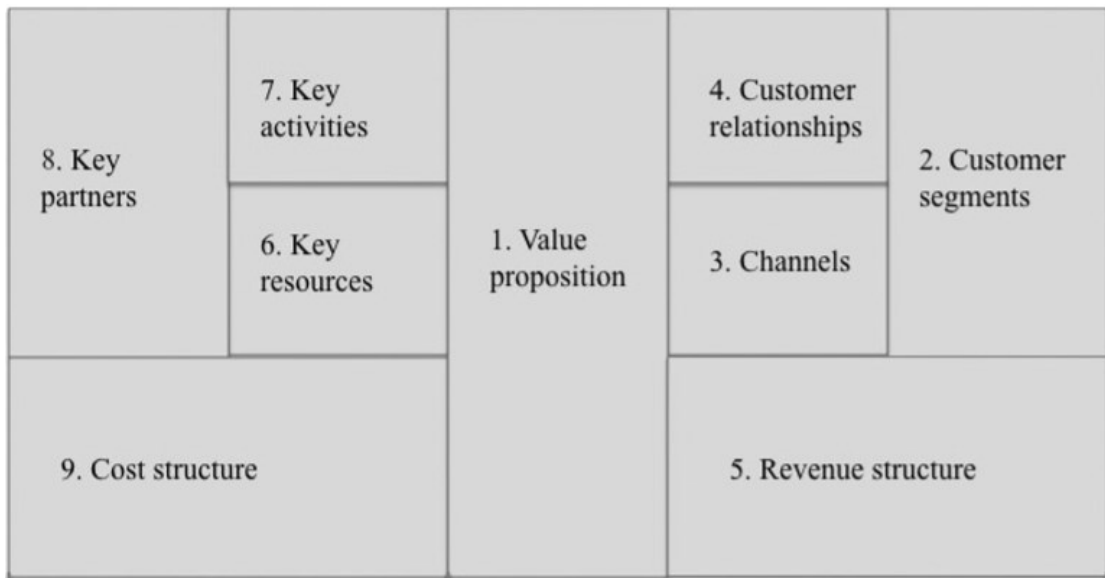 7. Key
activities
4. Customer
relationships
8. Key
partners
2. Customer
segments
6. Key
resources
1. Value
proposition
3. Channels
9. Cost structure
5. Revenue structure